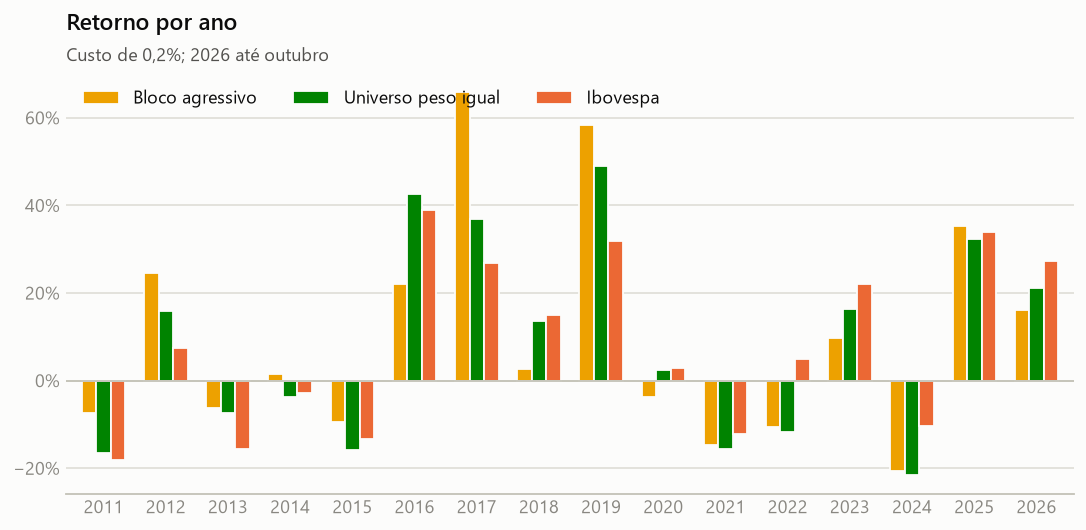 Retorno por ano
Custo de 0,2%; 2026 até outubro
Bloco agressivo Universo peso igual Ibovespa
60%
40%
20%
0%
−20%
2011 2012 2013 2014 2015 2016 2017 2018 2019 2020 2021 2022 2023 2024 2025 2026